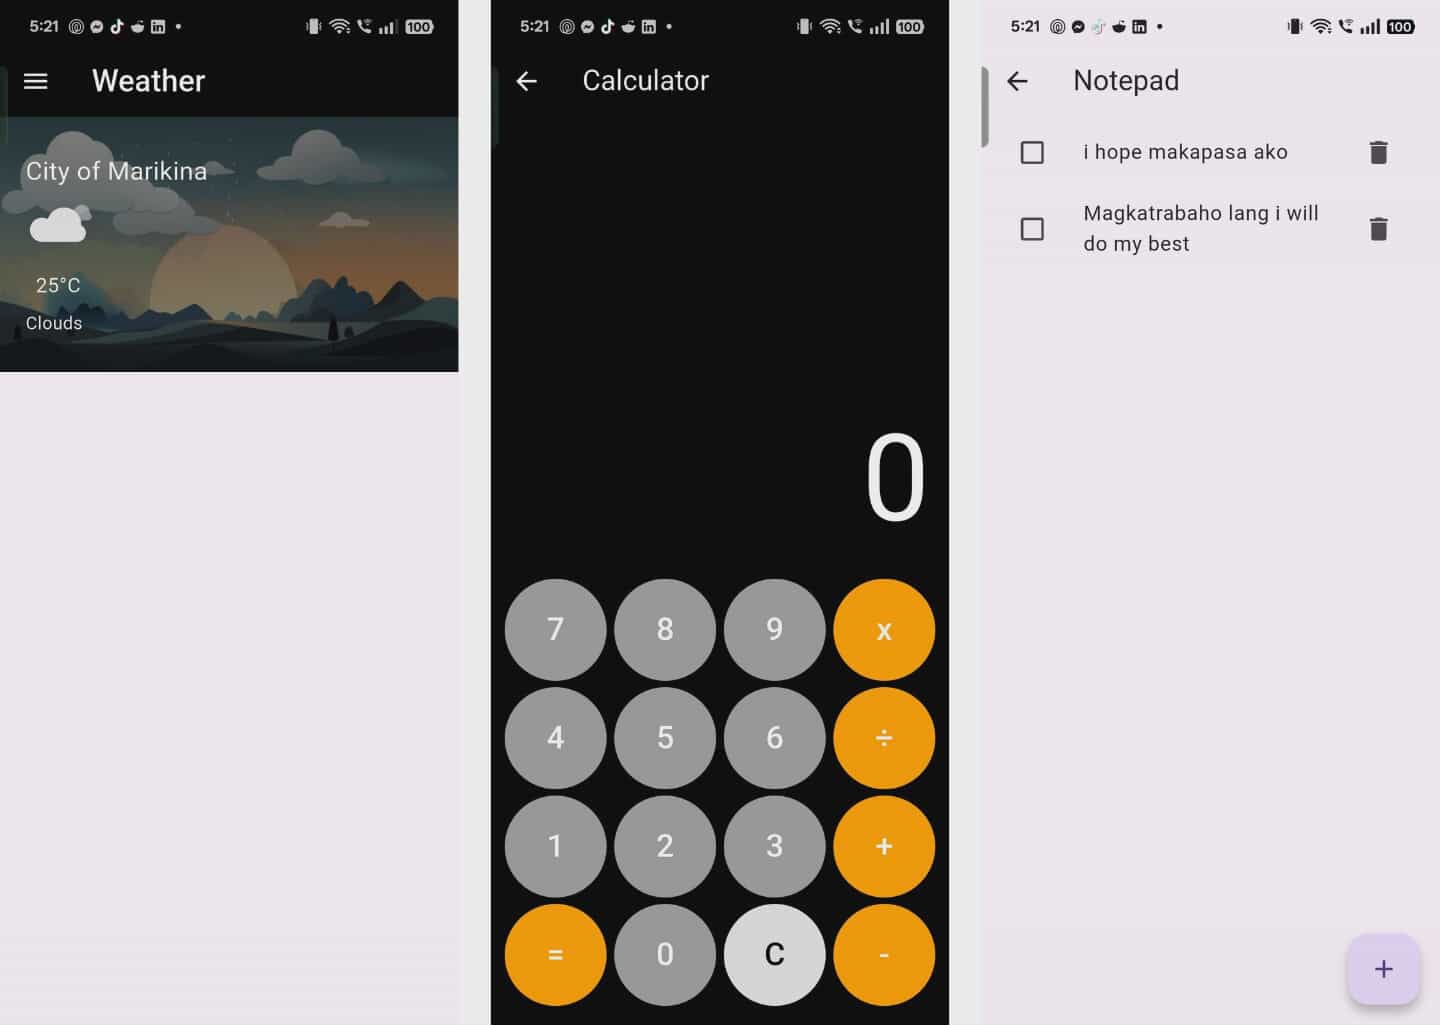 5:21
100
Weather
City of Marikina
25°C
Clouds
5:21
100
Calculator
0
7 8 9 x
4 5 6 ÷
1 2 3 +
= 0 C -
5:21
100
Notepad
i hope makapasa ako
Magkatrabaho lang i will
do my best
+